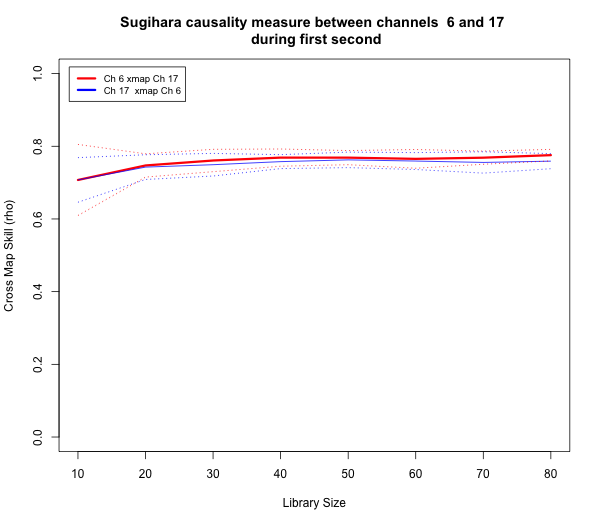 Sugihara causality measure between channels  6 and 17
during first second
Ch 6 xmap Ch 17
Ch 17  xmap Ch 6
Cross Map Skill (rho)
1.0
0.8
0.6
0.4
0.2
0.0
10 20 30 40 50 60 70 80
Library Size